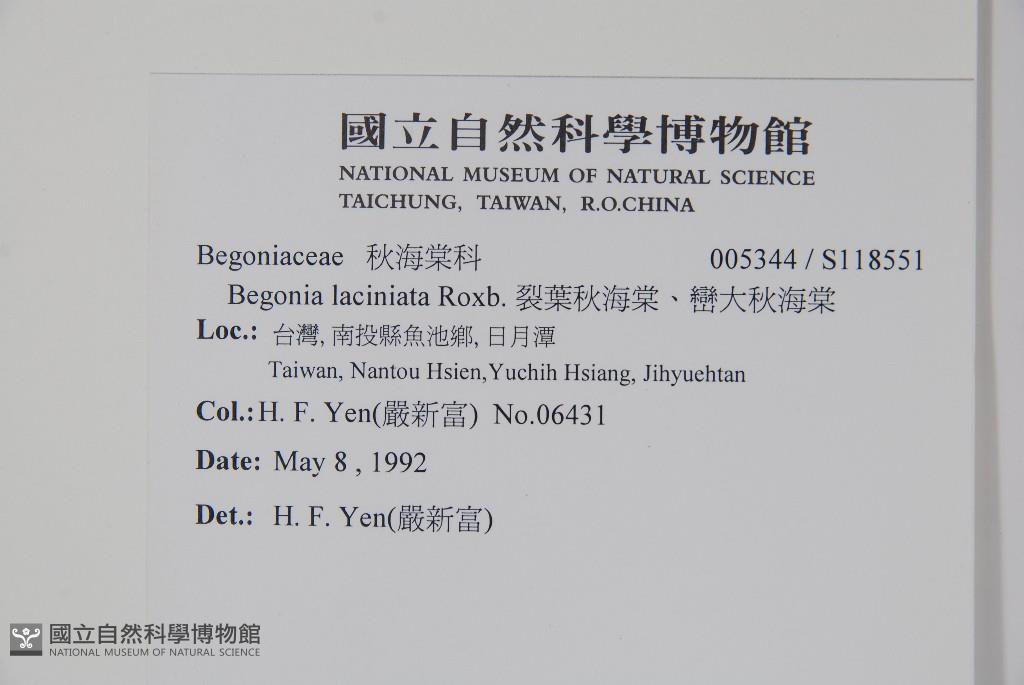 國立自然科學博物館
NATIONAL MUSEUM OF NATURAL SCIENCE
TAICHUNG, TAIWAN, R.O.CHINA
Begoniaceae 秋海棠科 005344 / S118551
Begonia laciniata Roxb. 裂葉秋海棠、巒大秋海棠
Loc.: 台灣, 南投縣魚池鄉, 日月潭
Taiwan, Nantou Hsien,Yuchih Hsiang, Jihyuehtan
Col.: H. F. Yen(嚴新富) No.06431
Date: May 8 , 1992
Det.: H. F. Yen(嚴新富)
國立自然科學博物館
NATIONAL MUSEUM OF NATURAL SCIENCE